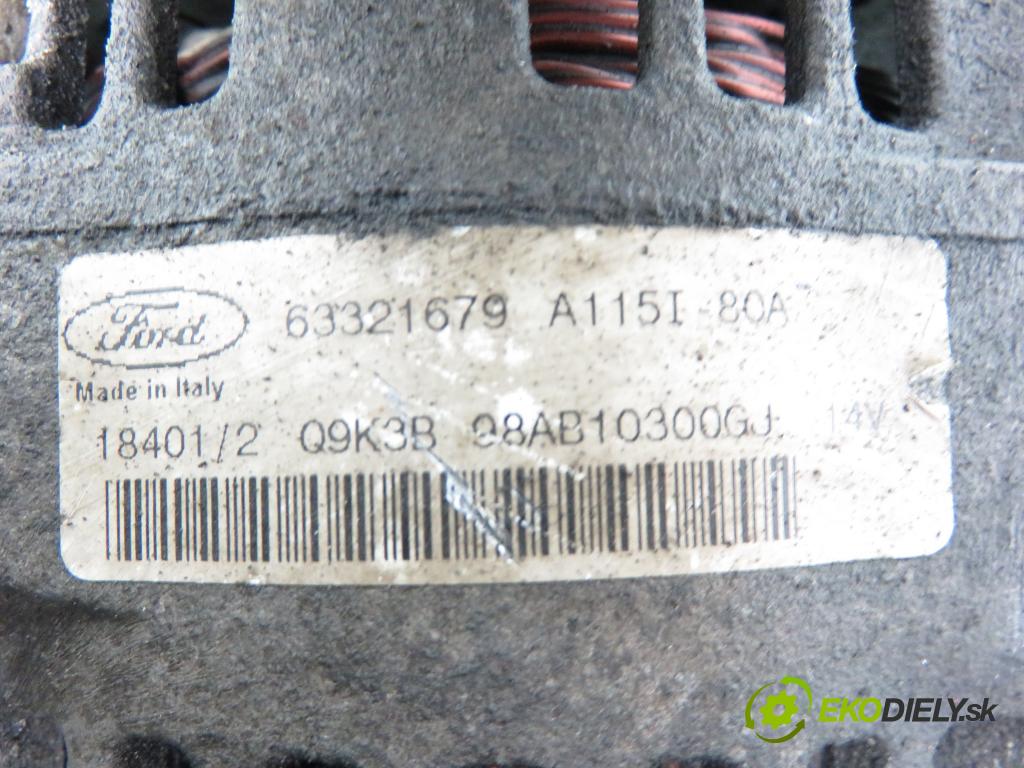 Ford 63321679 A115I 80A
Made in Italy
18401/2 Q9K3B 98AB10300GJ 14V
EKODIELY.sk